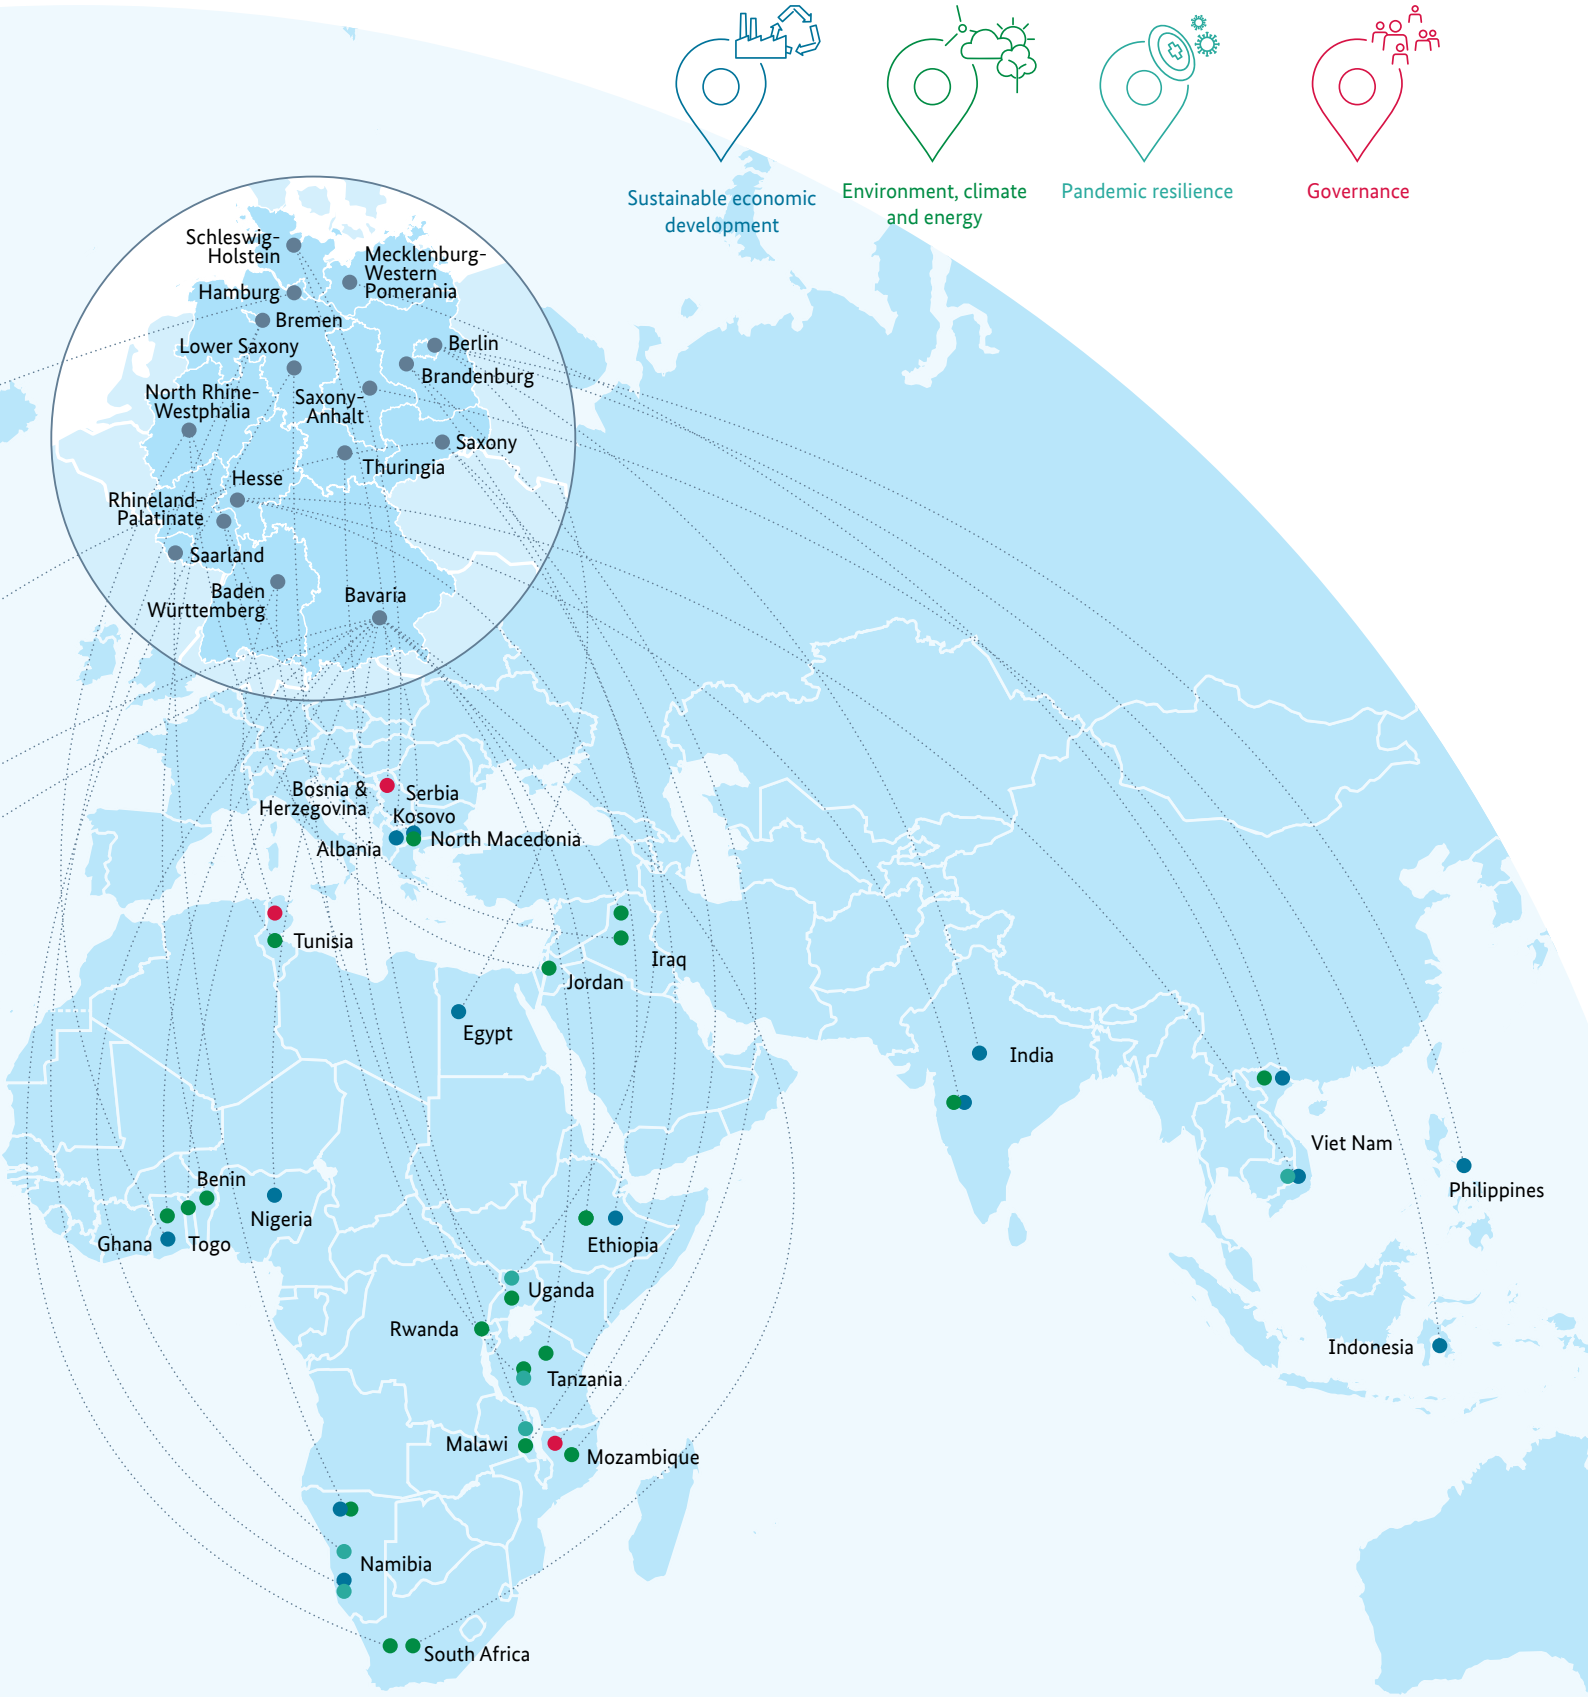 Sustainable economic
development
Environment, climate
and energy
Pandemic resilience
Governance
Schleswig-
Holstein
Mecklenburg-
Western
Pomerania
Hamburg
Bremen
Lower Saxony
Berlin
Brandenburg
North Rhine-
Westphalia
Saxony-
Anhalt
Saxony
Thuringia
Hesse
Rhineland-
Palatinate
Saarland
Baden
Württemberg
Bavaria
Bosnia &
Herzegovina
Serbia
Kosovo
North Macedonia
Albania
Tunisia
Iraq
Jordan
Egypt
India
Viet Nam
Philippines
Benin
Nigeria
Ghana
Togo
Ethiopia
Uganda
Rwanda
Indonesia
Tanzania
Malawi
Mozambique
Namibia
South Africa